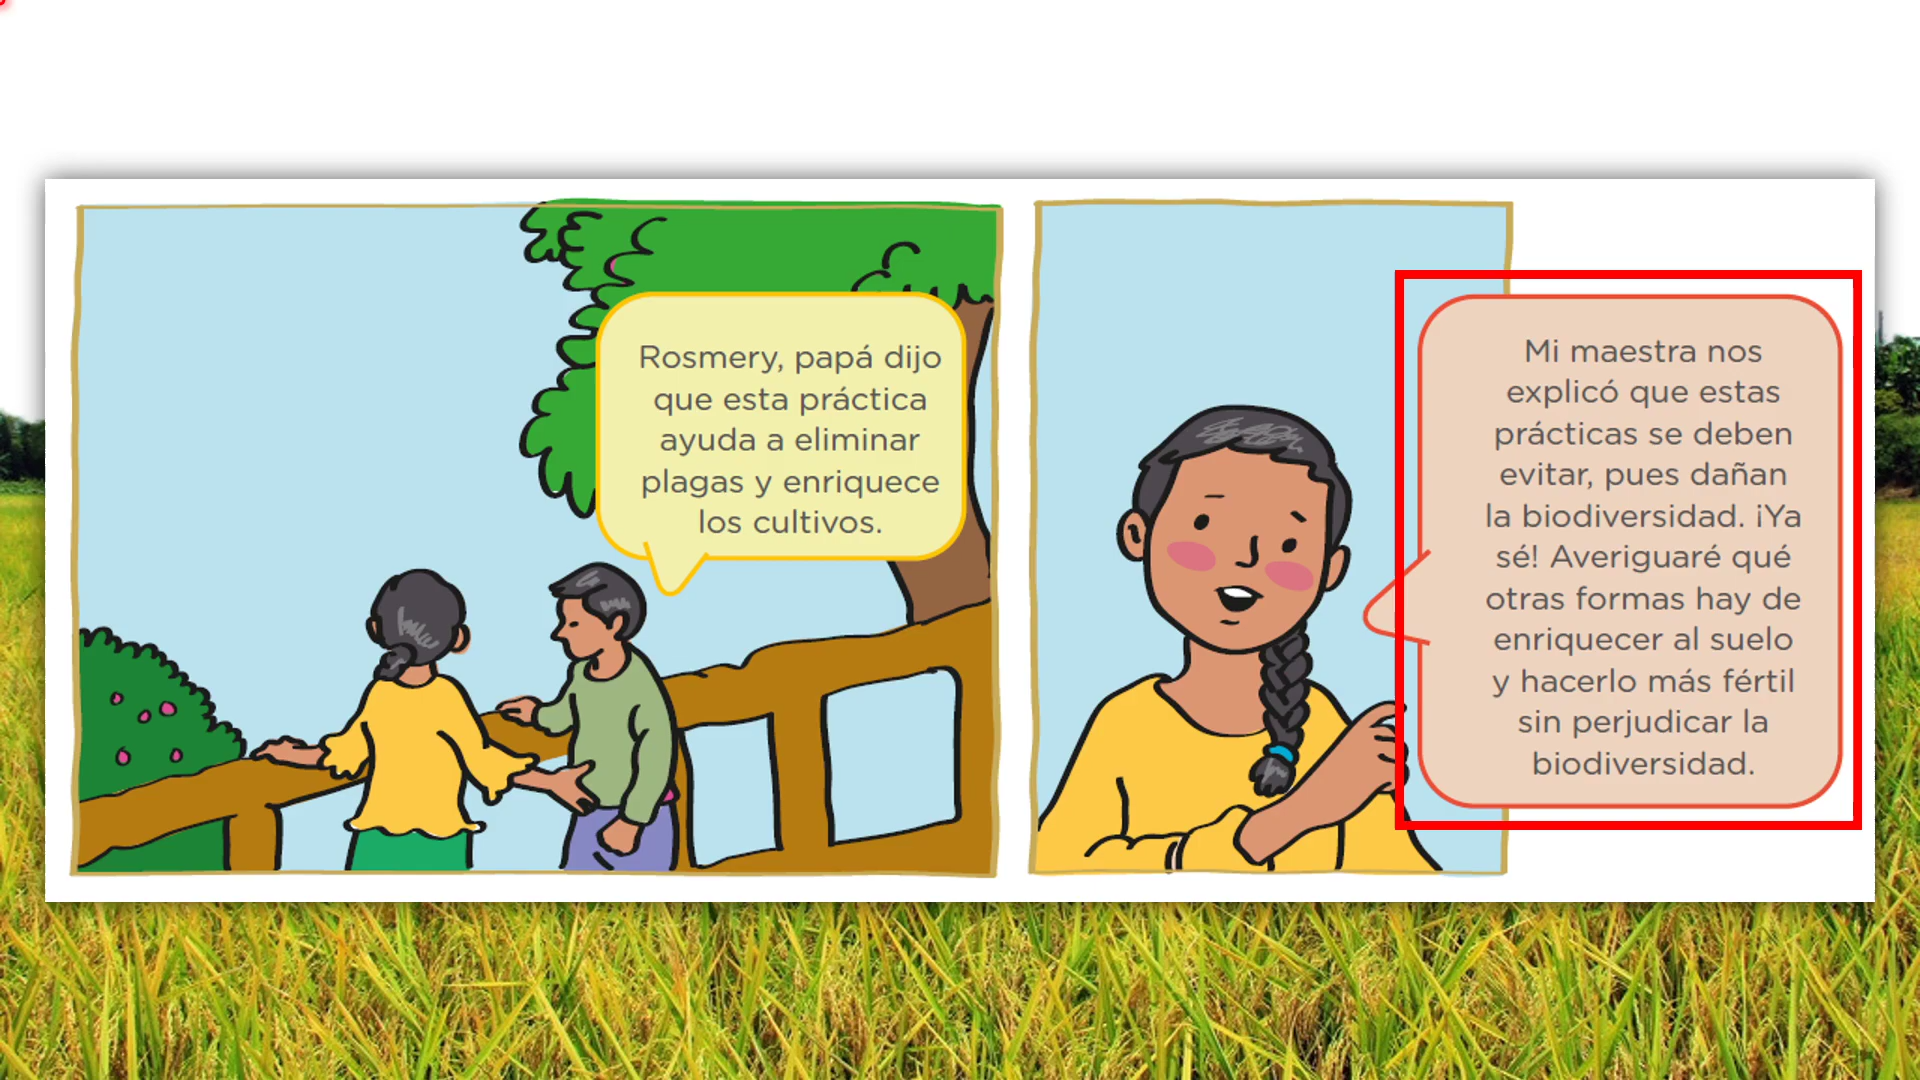 Rosmery, papá dijo
que esta práctica
ayuda a eliminar
plagas y enriquece
los cultivos.
Mi maestra nos
explicó que estas
prácticas se deben
evitar, pues dañan
la biodiversidad. ¡Ya
sé! Averiguaré qué
otras formas hay de
enriquecer al suelo
y hacerlo más fértil
sin perjudicar la
biodiversidad.